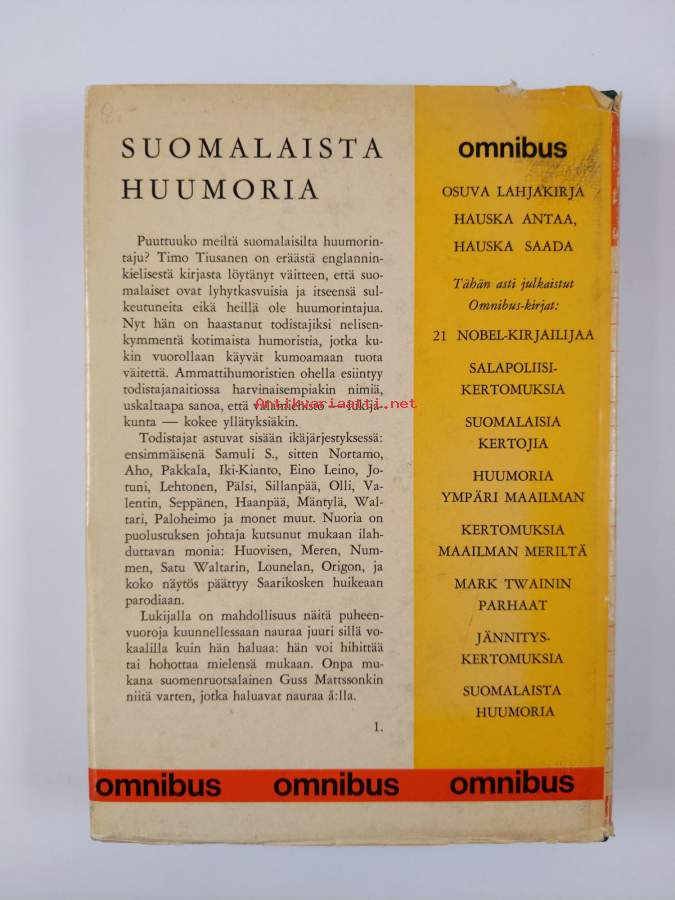 SUOMALAISTA
HUUMORIA
Puuttuuko meiltä suomalaisilta huumorin-
taju? Timo Tiusanen on eräästä englannin-
kielisestä kirjasta löytänyt väitteen, että suo-
malaiset ovat lyhytkasvuisia ja itseensä sul-
keutuneita eikä heillä ole huumorintajua.
Nyt hän on haastanut todistajiksi nelisen-
kymmentä kotimaista humoristia, jotka ku-
kin vuorollaan käyvät kumoamaan tuota
väitettä. Ammattihumoristien ohella esiintyy
todistajanaitiossa harvinaisempiakin nimiä,
uskaltaapa sanoa, että valamiehistö — lukija-
kunta — kokee yllätyksiäkin.
Todistajat astuvat sisään ikäjärjestyksessä:
ensimmäisenä Samuli S., sitten Nortamo,
Aho, Pakkala, Iki-Kianto, Eino Leino, Jo-
tuni, Lehtonen, Pälsi, Sillanpää, Olli, Va-
lentin, Seppänen, Haanpää, Mäntylä, Wal-
tari, Paloheimo ja monet muut. Nuoria on
puolustuksen johtaja kutsunut mukaan ilah-
duttavan monia: Huovisen, Meren, Num-
men, Satu Waltarin, Lounelan, Origon, ja
koko näytös päättyy Saarikosken huikeaan
parodiaan.
Lukijalla on mahdollisuus näitä puheen-
vuoroja kuunnellessaan nauraa juuri sillä vo-
kaalilla kuin hän haluaa: hän voi hihittää
tai hohottaa mielensä mukaan. Onpa mu-
kana suomenruotsalainen Guss Mattssonkin
niitä varten, jotka haluavat nauraa å:lla.
1.
omnibus
OSUVA LAHJAKIRJA
HAUSKA ANTAA,
HAUSKA SAADA
Tähän asti julkaistut
Omnibus-kirjat:
21 NOBEL-KIRJAILIJAA
SALAPOLIISI-
KERTOMUKSIA
SUOMALAISIA
KERTOJIA
HUUMORIA
YMPÄRI MAAILMAN
KERTOMUKSIA
MAAILMAN MERILTÄ
MARK TWAININ
PARHAAT
JÄNNITYS-
KERTOMUKSIA
SUOMALAISTA
HUUMORIA
omnibus omnibus omnibus
Antikvariaatti.net